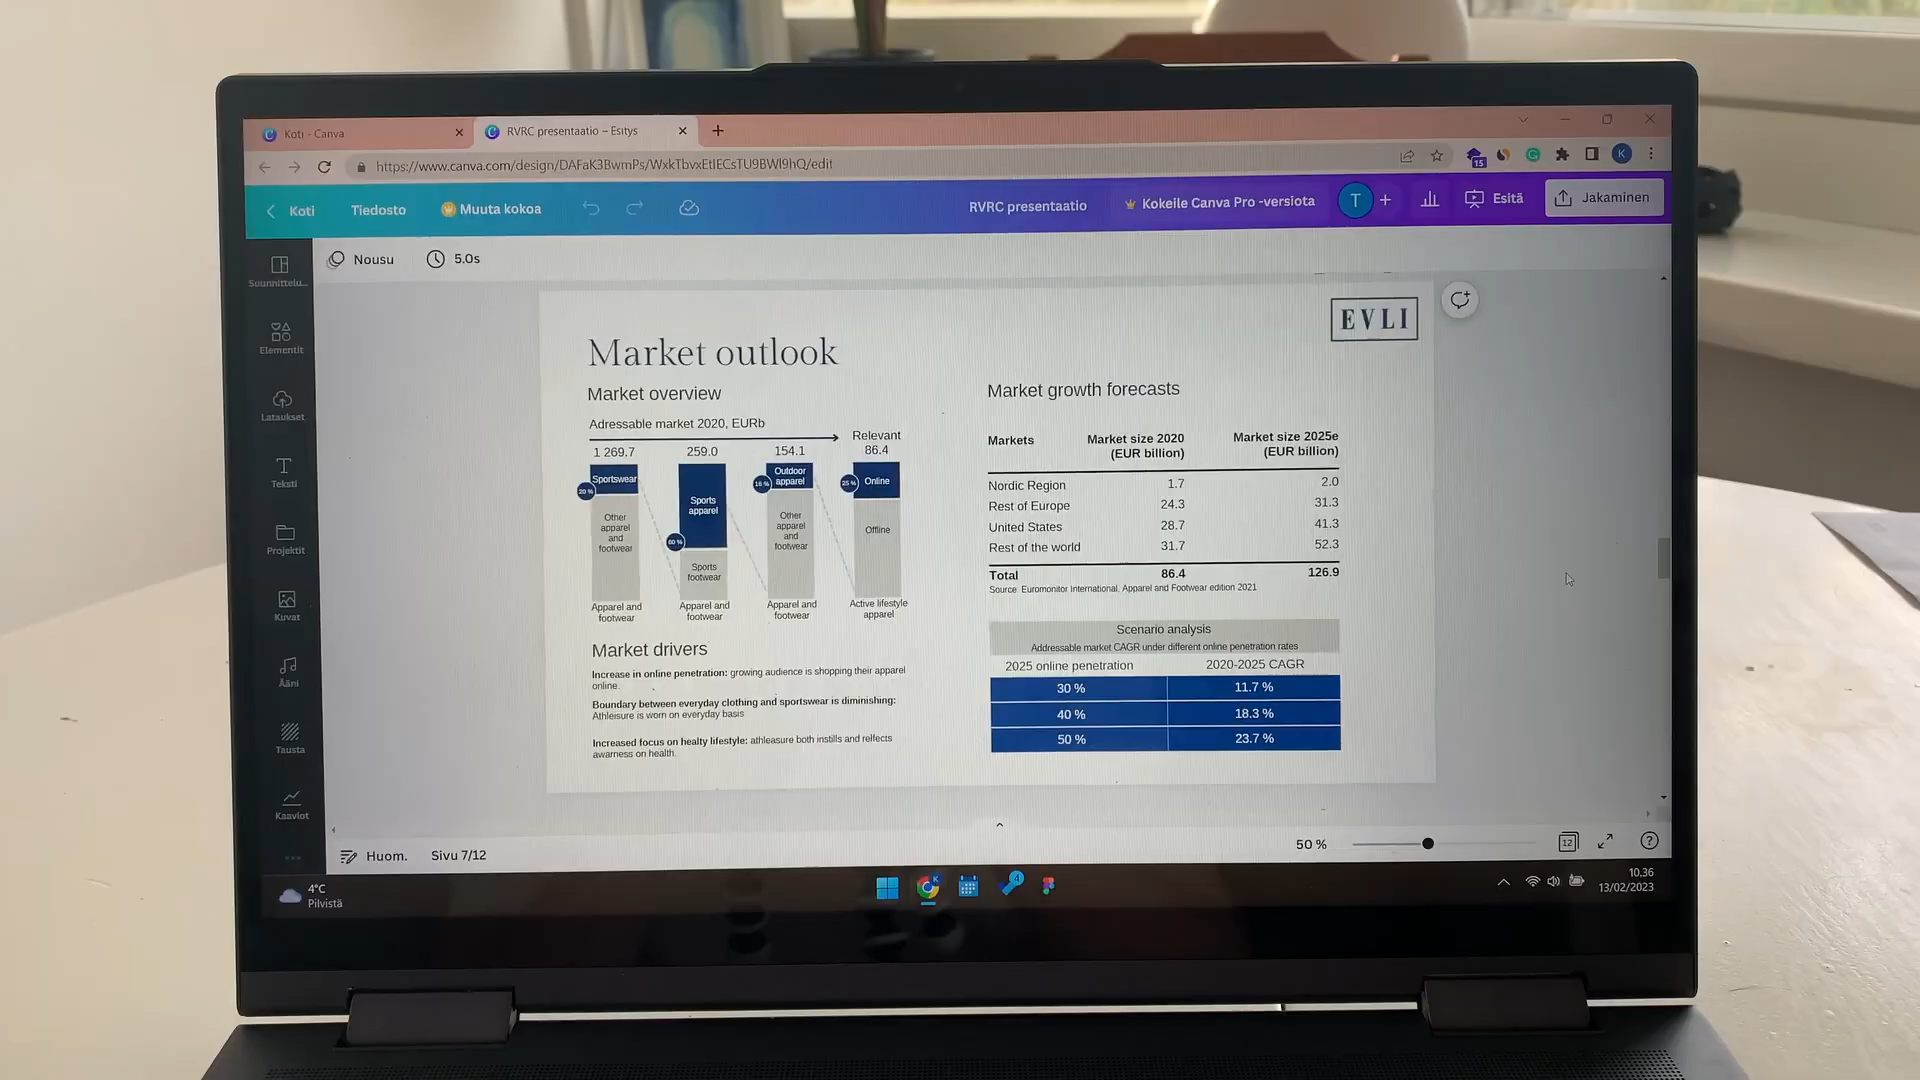 Koti - Canva
RVRC presentaatio – Esitys
https://www.canva.com/design/DAFaK3BwmPs/WxkTbvxEtIECsTU9BWl9hQ/edit
15
K
Koti
Tiedosto
Muuta kokoa
RVRC presentaatio
Kokeile Canva Pro -versiota
T
Esitä
Jakaminen
Nousu
5.0s
Suunnittelu...
Elementit
Lataukset
Teksti
Projektit
Kuvat
Ääni
Tausta
Kaaviot
EVLI
Market outlook
Market overview
Adressable market 2020, EURb
Relevant
1 269.7
259.0
154.1
86.4
Sportswear
20 %
Other
apparel
and
footwear
Apparel and
footwear
Sports
apparel
60 %
Sports
footwear
Apparel and
footwear
Outdoor
apparel
16 %
Other
apparel
and
footwear
Apparel and
footwear
Online
25 %
Offline
Active lifestyle
apparel
Market drivers
Increase in online penetration: growing audience is shopping their apparel
online.
Boundary between everyday clothing and sportswear is diminishing:
Athleisure is worn on everyday basis
Increased focus on healty lifestyle: athleasure both instills and relfects
awarness on health.
Market growth forecasts
Markets Market size 2020 Market size 2025e
(EUR billion) (EUR billion)
Nordic Region 1.7 2.0
Rest of Europe 24.3 31.3
United States 28.7 41.3
Rest of the world 31.7 52.3
Total 86.4 126.9
Source: Euromonitor International, Apparel and Footwear edition 2021
Scenario analysis
Addressable market CAGR under different online penetration rates
2025 online penetration 2020-2025 CAGR
30 % 11.7 %
40 % 18.3 %
50 % 23.7 %
Huom.
Sivu 7/12
50 %
12
?
4°C
Pilvistä
K
4
10.36
13/02/2023